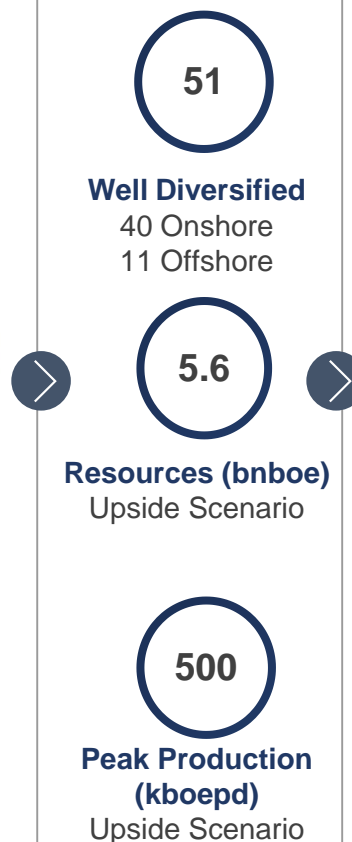 51
Well Diversified
40 Onshore
11 Offshore
5.6
Resources (bnboe)
Upside Scenario
500
Peak Production
(kboepd)
Upside Scenario